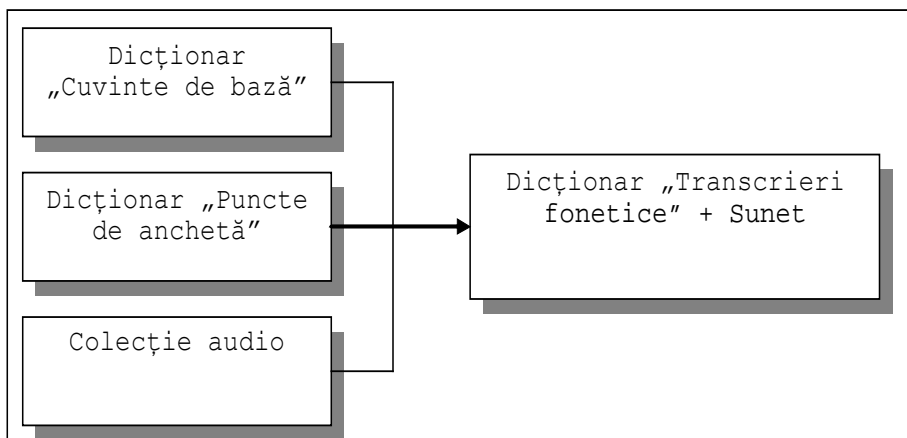 Dicționar
„Cuvinte de bază”
Dicționar „Puncte
de anchetă”
Colecție audio
Dicționar „Transcrieri
fonetice” + Sunet